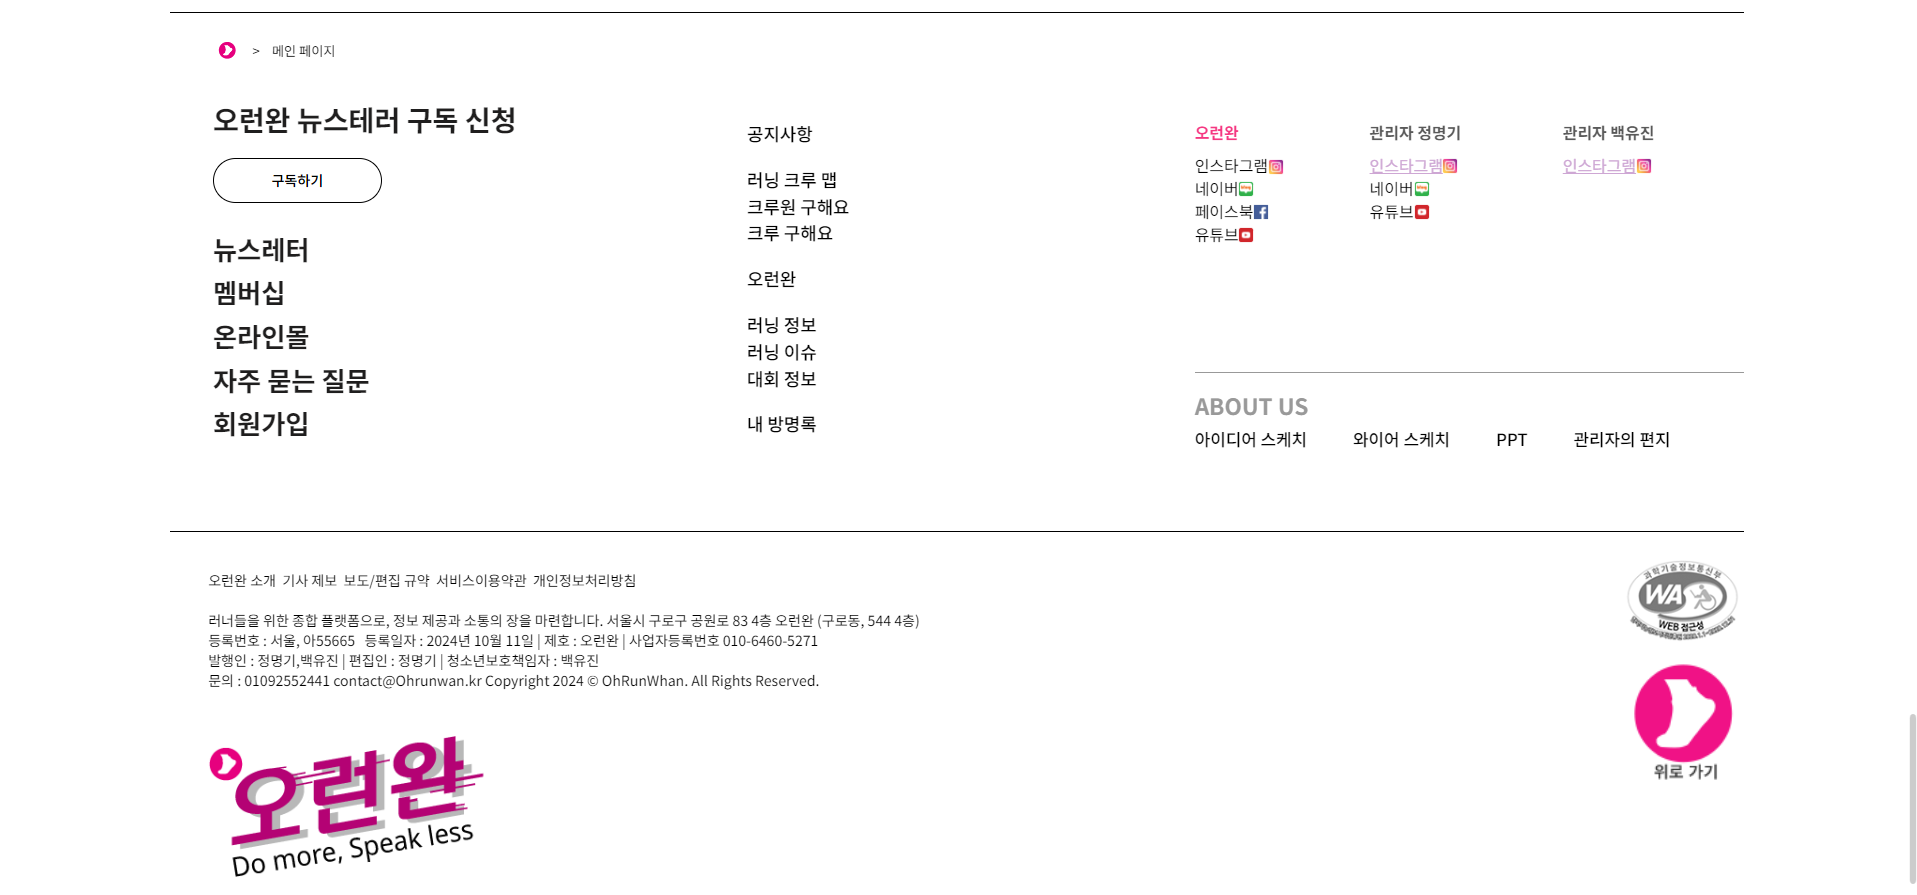 > 메인 페이지
오런완 뉴스테러 구독 신청
구독하기
뉴스레터
멤버십
온라인몰
자주 묻는 질문
회원가입
공지사항
러닝 크루 맵
크루원 구해요
크루 구해요
오런완
러닝 정보
러닝 이슈
대회 정보
내 방명록
오런완
인스타그램
네이버
페이스북
유튜브
관리자 정명기
인스타그램
네이버
유튜브
관리자 백유진
인스타그램
ABOUT US
아이디어 스케치 와이어 스케치 PPT 관리자의 편지
오런완 소개 기사 제보 보도/편집 규약 서비스이용약관 개인정보처리방침
러너들을 위한 종합 플랫폼으로, 정보 제공과 소통의 장을 마련합니다. 서울시 구로구 공원로 83 4층 오런완 (구로동, 544 4층)
등록번호 : 서울, 아55665 등록일자 : 2024년 10월 11일 | 제호 : 오런완 | 사업자등록번호 010-6460-5271
발행인 : 정명기,백유진 | 편집인 : 정명기 | 청소년보호책임자 : 백유진
문의 : 01092552441 contact@Ohrunwan.kr Copyright 2024 © OhRunWhan. All Rights Reserved.
과학기술정보통신부
WA
WEB 접근성
위로 가기
오런완
Do more, Speak less